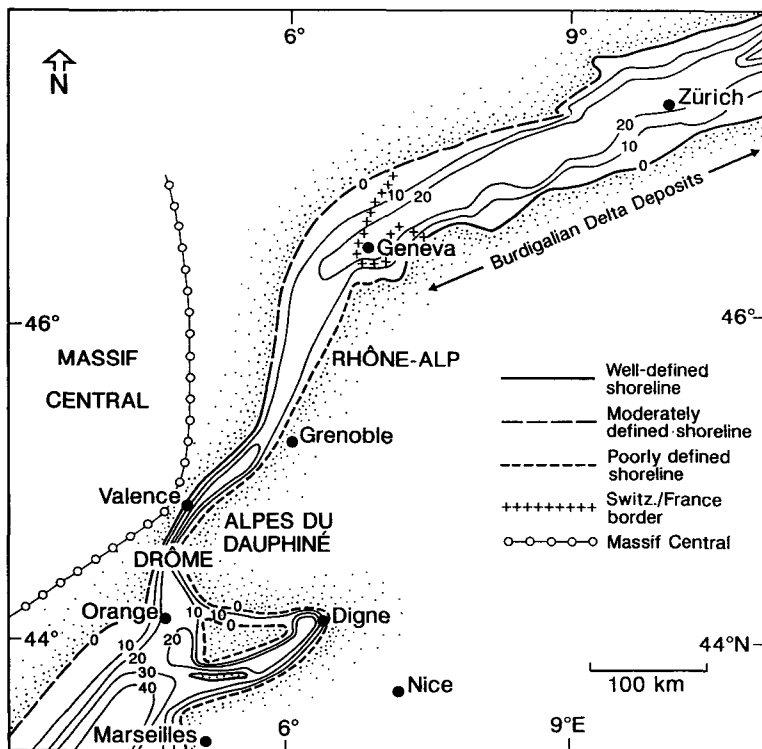 6°
9°
N
Zürich
20
10
0
0
10
20
Geneva
Burdigalian Delta Deposits
46°
46°
MASSIF
CENTRAL
RHÔNE-ALP
Well-defined
shoreline
Moderately
defined shoreline
Poorly defined
shoreline
Switz./France
border
Massif Central
Grenoble
Valence
ALPES DU
DAUPHINÉ
DRÔME
Orange
10
10
0
0
Digne
44°
0
10
20
20
30
40
44°N
Nice
100 km
Marseilles
6°
9°E